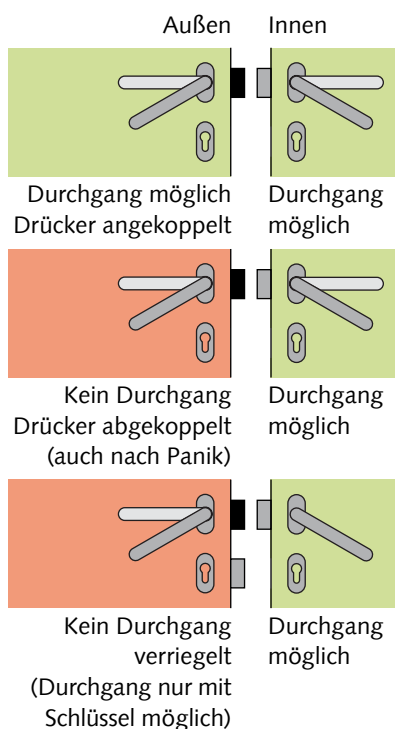 Außen
Innen
Durchgang möglich
Drücker angekoppelt
Durchgang
möglich
Kein Durchgang
Drücker abgekoppelt
(auch nach Panik)
Durchgang
möglich
Kein Durchgang
verriegelt
(Durchgang nur mit
Schlüssel möglich)
Durchgang
möglich